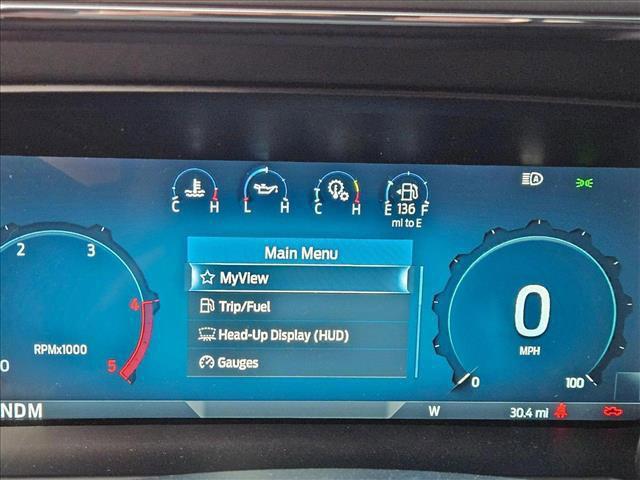 C H
L H
C H
E 136 F
mi to E
A
Main Menu
MyView
Trip/Fuel
Head-Up Display (HUD)
Gauges
2 3
4
5
0
RPMx1000
0
MPH
0 100
NDM
W
30.4 mi